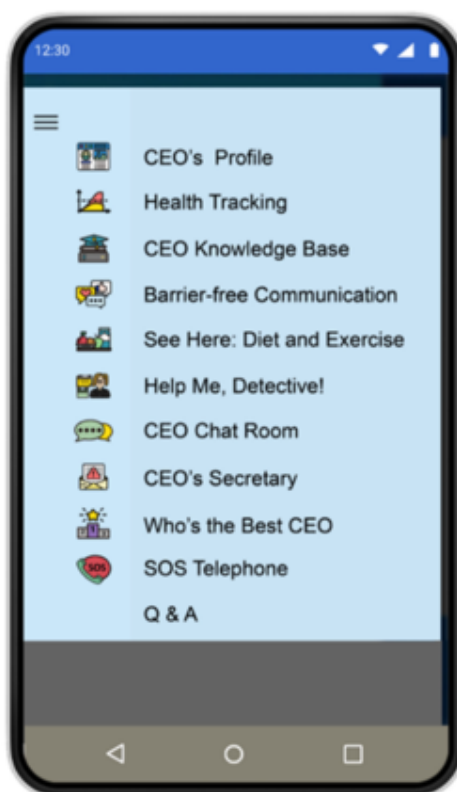 12:30
CEO's Profile
Health Tracking
CEO Knowledge Base
Barrier-free Communication
See Here: Diet and Exercise
Help Me, Detective!
CEO Chat Room
CEO's Secretary
Who's the Best CEO
SOS
SOS Telephone
Q & A